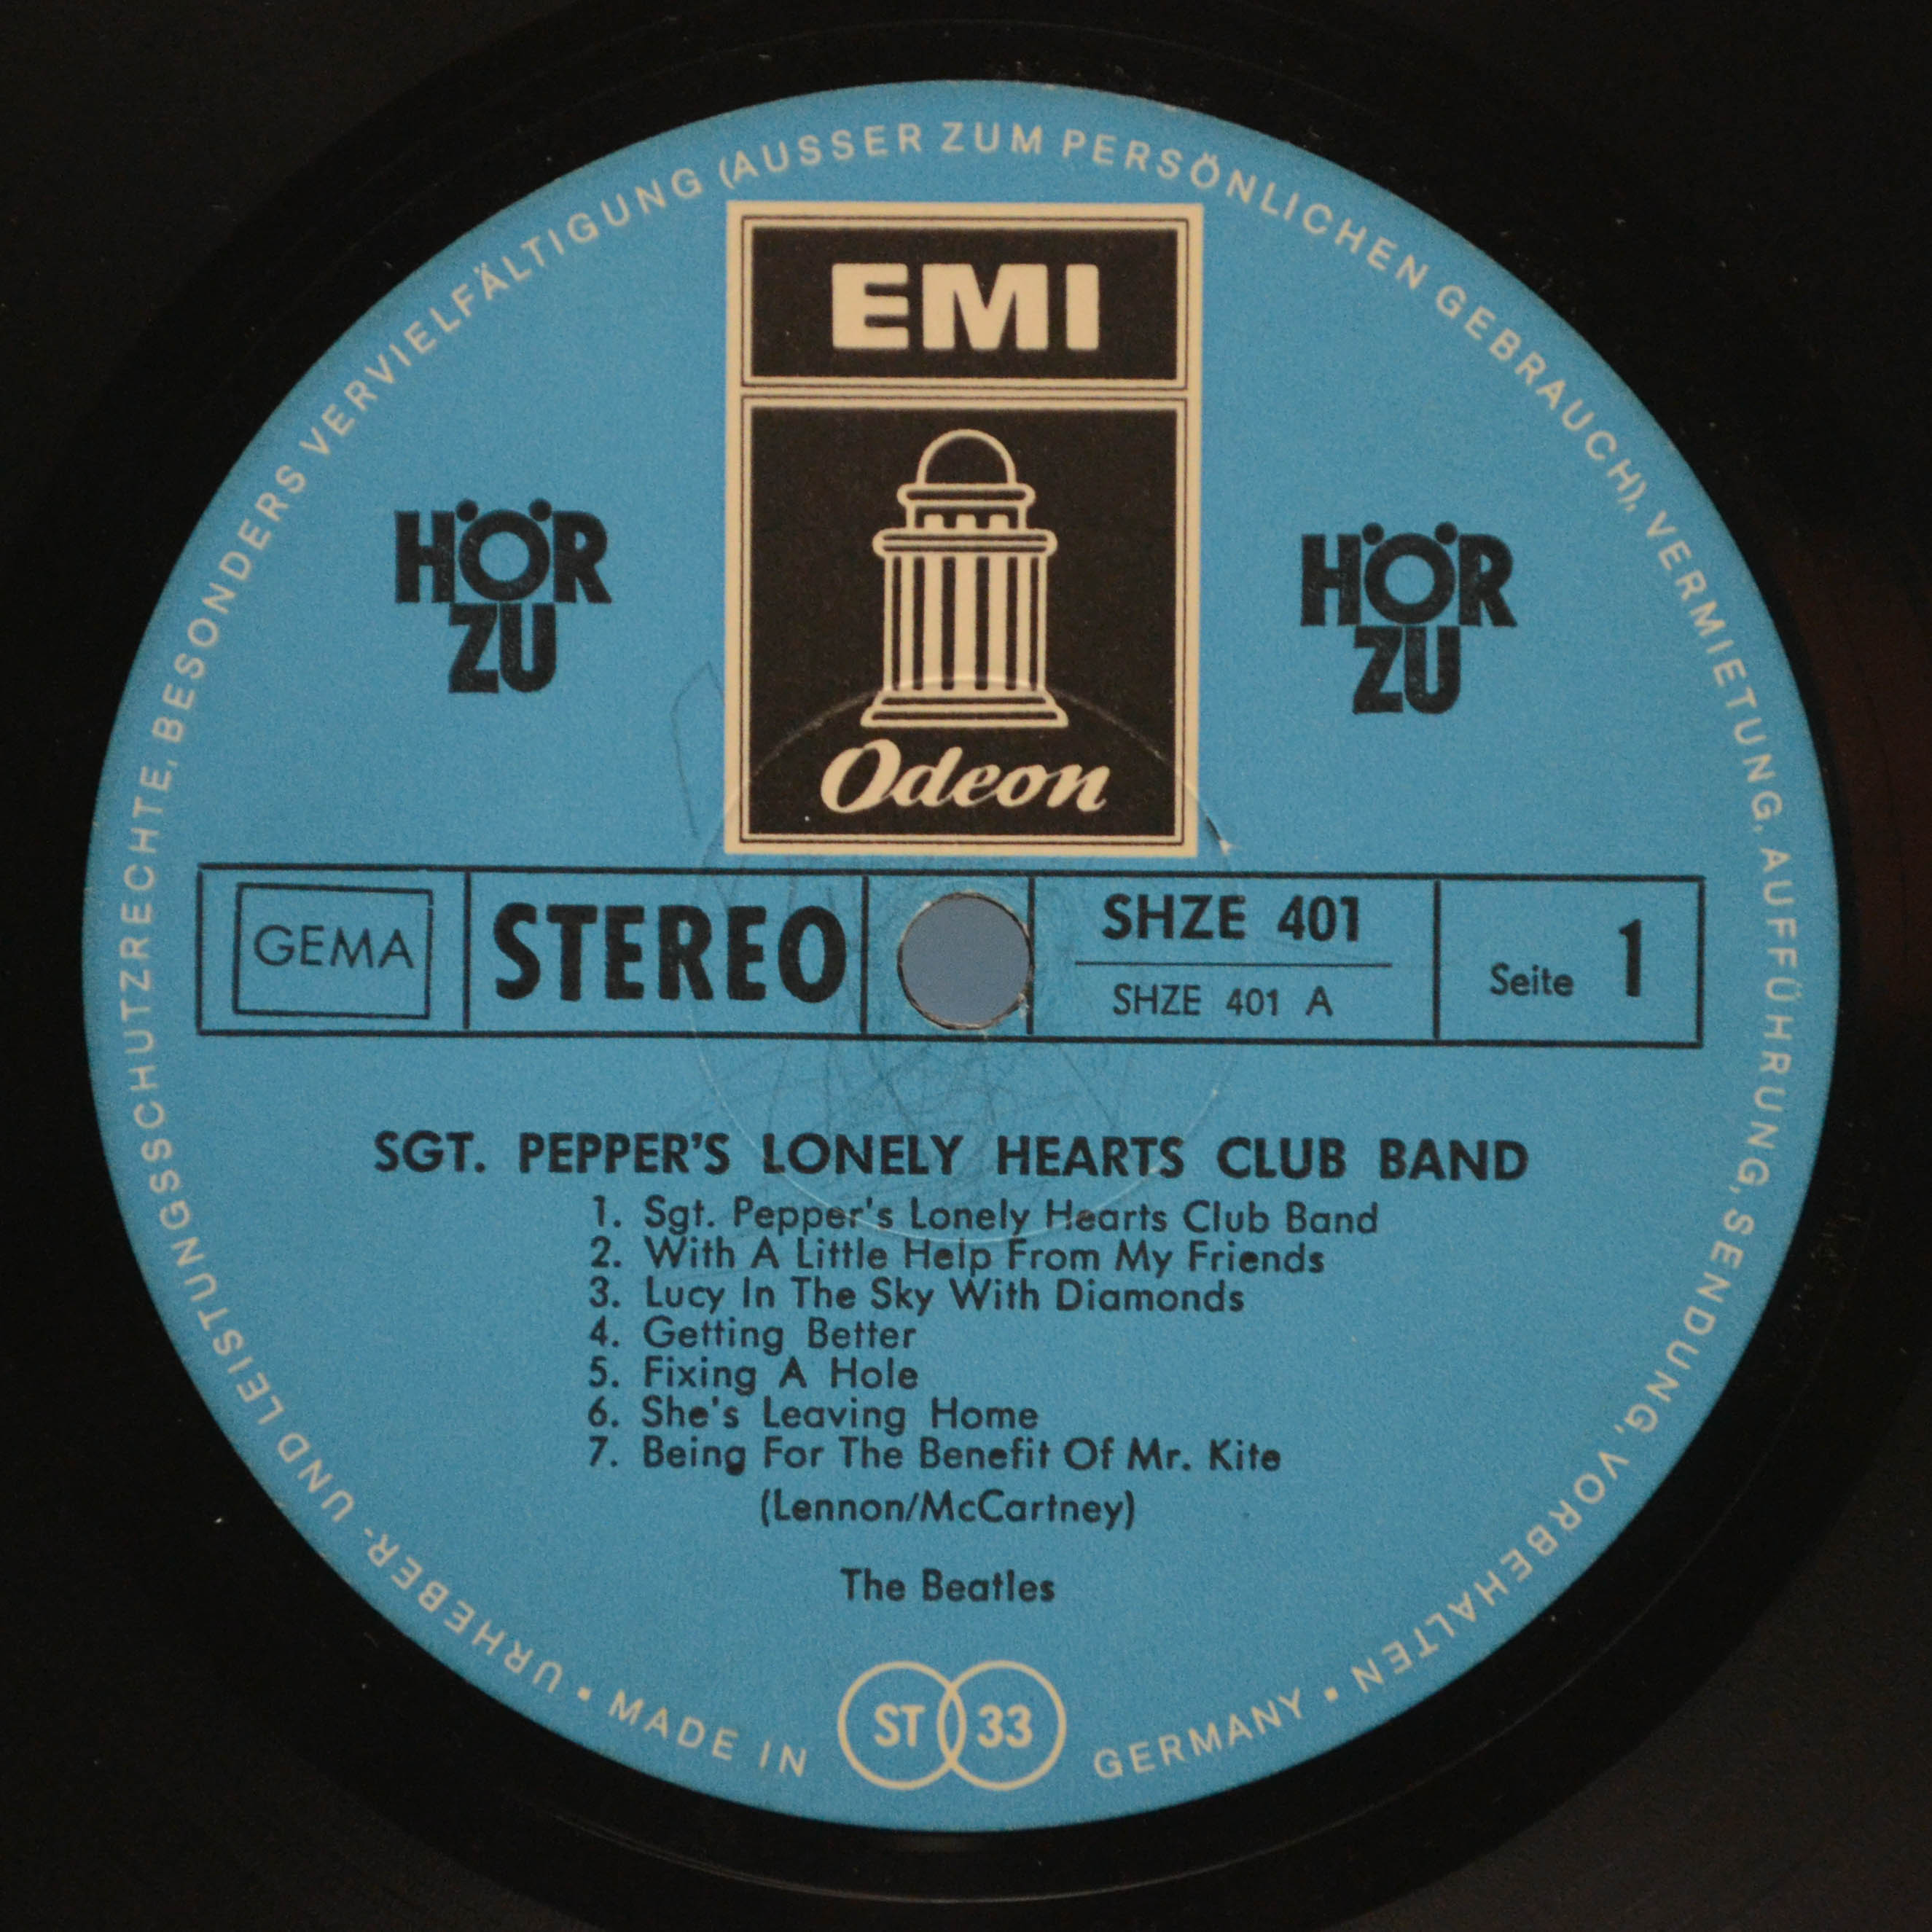 URHEBER- UND LEISTUNGSSCHUTZRECHTE, BESONDERS VERVIELFÄLTIGUNG (AUSSER ZUM PERSÖNLICHEN GEBRAUCH), VERMIETUNG, AUFFÜHRUNG, SENDUNG, VORBEHALTEN
EMI
HÖR
ZU
HÖR
ZU
Odeon
GEMA
STEREO
SHZE 401
SHZE 401 A
Seite 1
SGT. PEPPER'S LONELY HEARTS CLUB BAND
1. Sgt. Pepper's Lonely Hearts Club Band
2. With A Little Help From My Friends
3. Lucy In The Sky With Diamonds
4. Getting Better
5. Fixing A Hole
6. She's Leaving Home
7. Being For The Benefit Of Mr. Kite
(Lennon/McCartney)
The Beatles
ST 33
• MADE IN GERMANY •